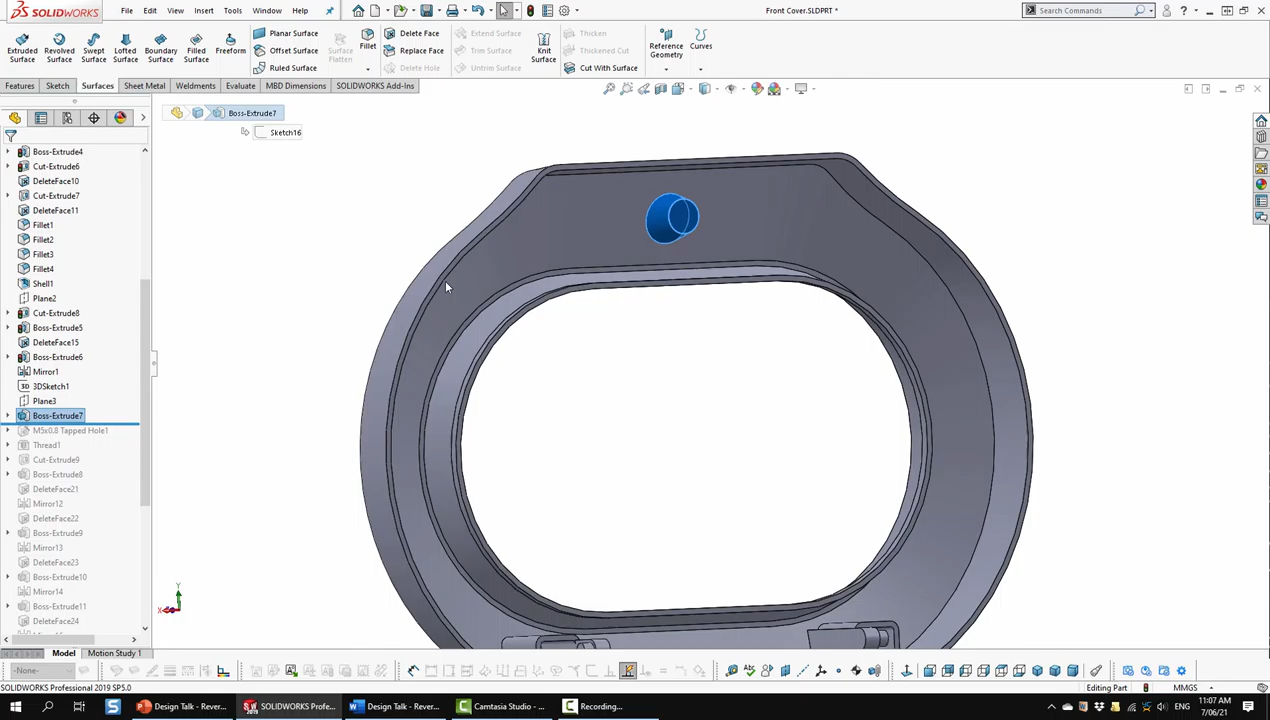 SOLIDWORKS
File
Edit
View
Insert
Tools
Window
Help
Front Cover.SLDPRT *
Search Commands
Extruded Surface
Revolved Surface
Swept Surface
Lofted Surface
Boundary Surface
Filled Surface
Freeform
Planar Surface
Offset Surface
Ruled Surface
Surface Flatten
Fillet
Delete Face
Replace Face
Delete Hole
Extend Surface
Trim Surface
Untrim Surface
Knit Surface
Thicken
Thickened Cut
Cut With Surface
Reference Geometry
Curves
Features
Sketch
Surfaces
Sheet Metal
Weldments
Evaluate
MBD Dimensions
SOLIDWORKS Add-Ins
Boss-Extrude7
Sketch16
Boss-Extrude4
Cut-Extrude6
DeleteFace10
Cut-Extrude7
DeleteFace11
Fillet1
Fillet2
Fillet3
Fillet4
Shell1
Plane2
Cut-Extrude8
Boss-Extrude5
DeleteFace15
Boss-Extrude6
Mirror1
3D 3DSketch1
Plane3
Boss-Extrude7
M5x0.8 Tapped Hole1
Thread1
Cut-Extrude9
Boss-Extrude8
DeleteFace21
Mirror12
DeleteFace22
Boss-Extrude9
Mirror13
DeleteFace23
Boss-Extrude10
Mirror14
Boss-Extrude11
DeleteFace24
Y
X
Model
Motion Study 1
-None-
SOLIDWORKS Professional 2019 SP5.0
Editing Part
MMGS
Design Talk - Rever...
SOLIDWORKS Profe...
Design Talk - Rever...
Camtasia Studio - ...
Recording...
ENG
11:07 AM
7/06/21